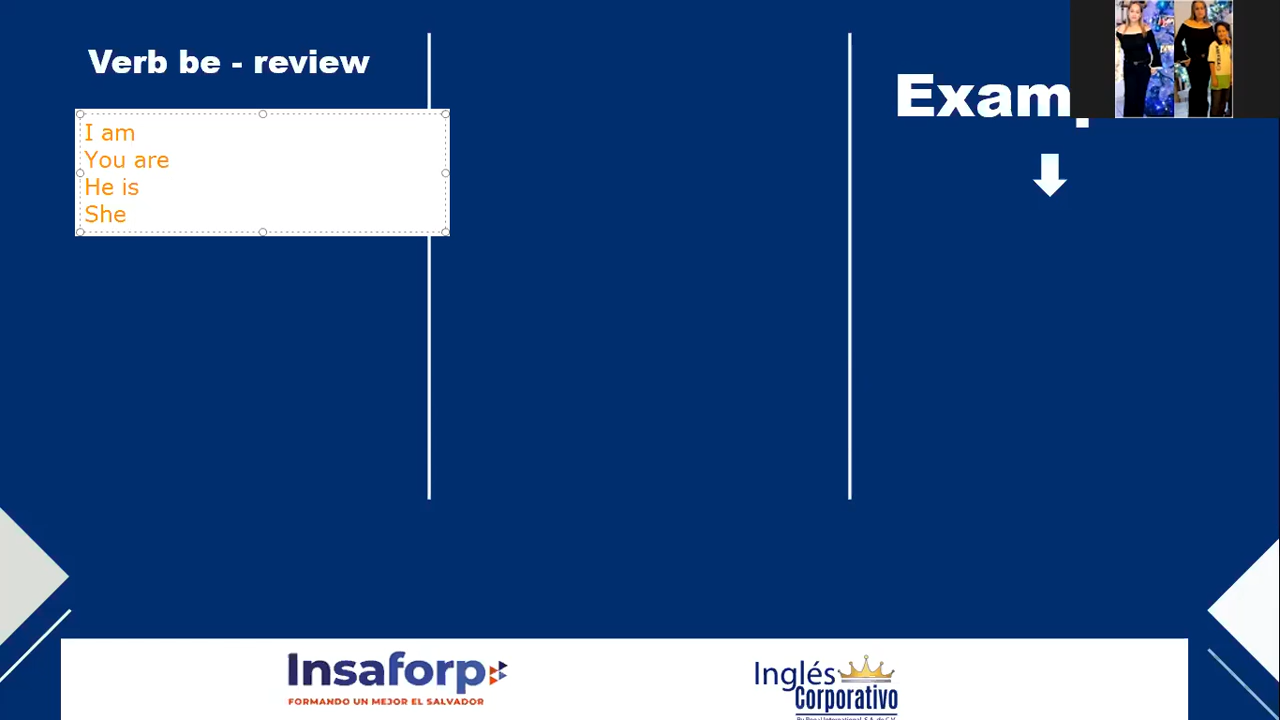 Verb be - review
I am
You are
He is
She
Exam
Insaforp
FORMANDO UN MEJOR EL SALVADOR
Inglés
Corporativo